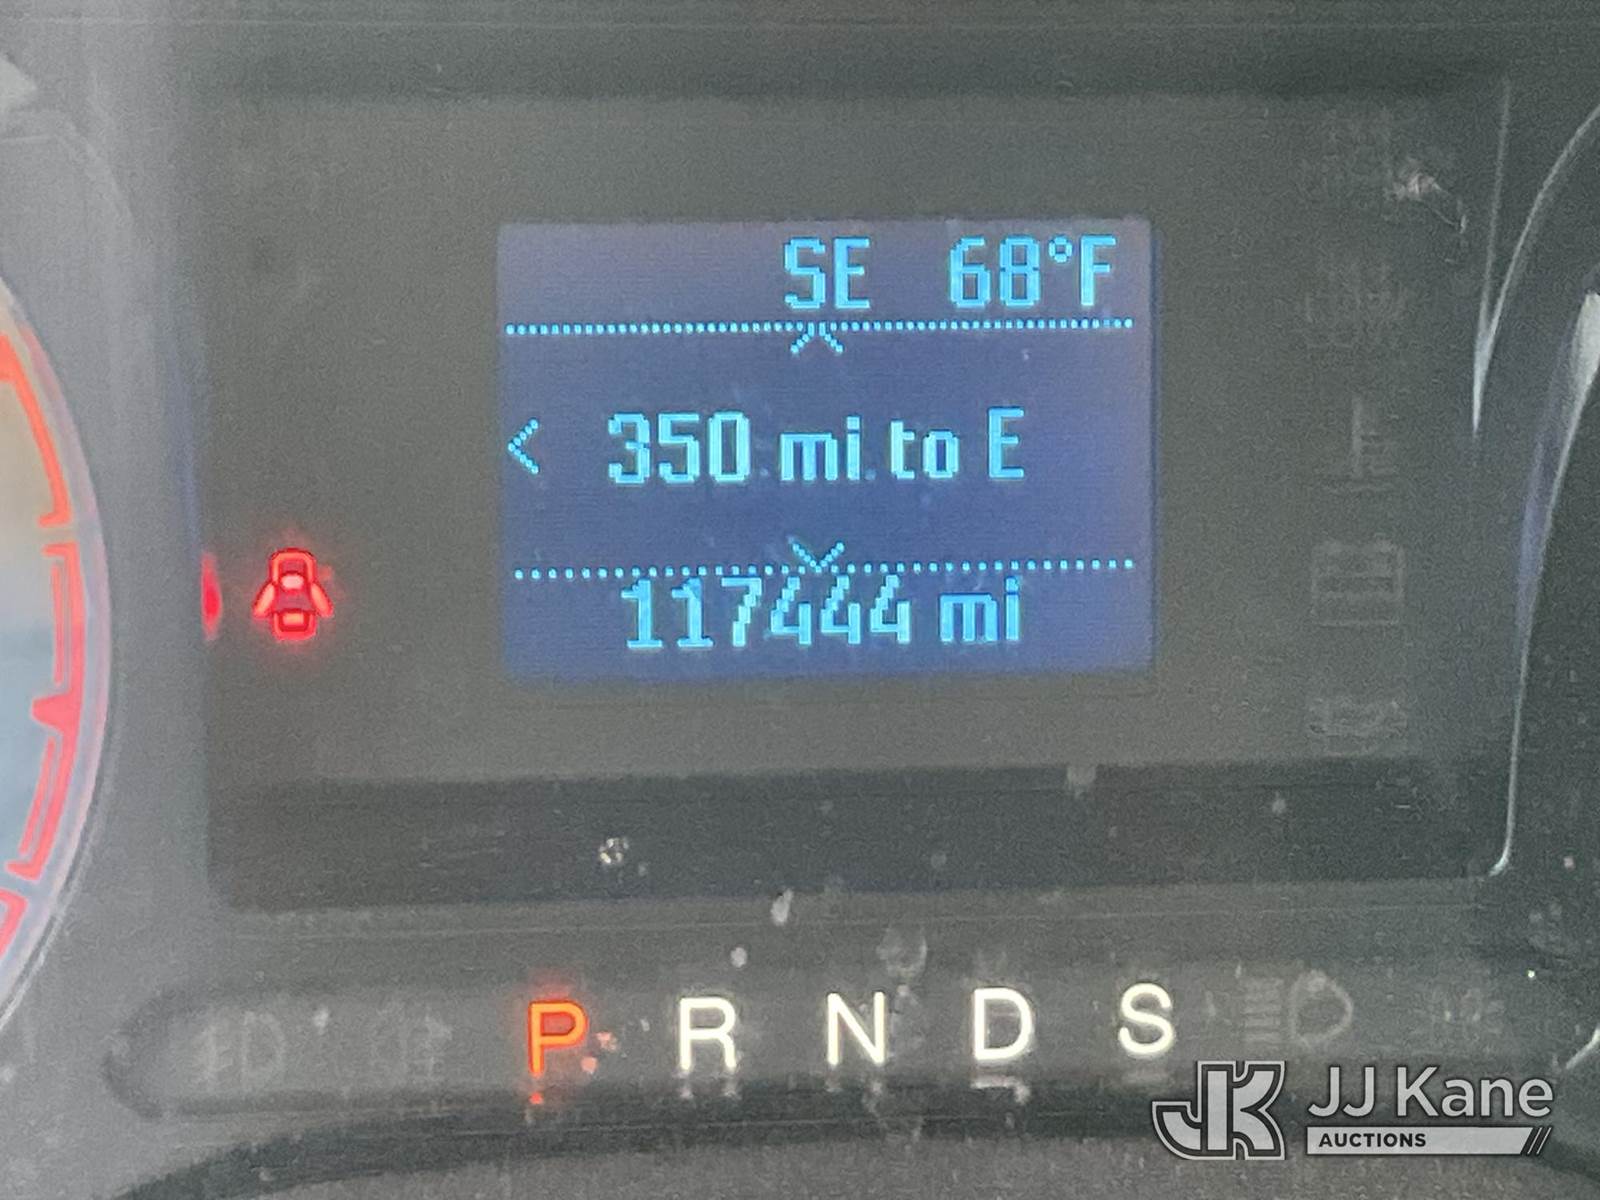 SE 68°F
350 mi to E
117444 mi
P R N D S
JJ Kane
AUCTIONS